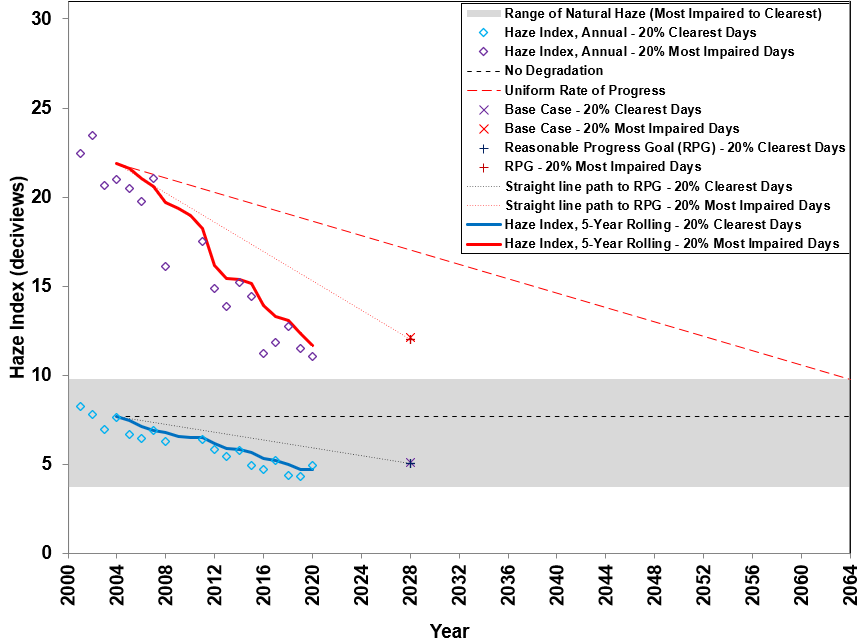 Range of Natural Haze (Most Impaired to Clearest)
Haze Index, Annual - 20% Clearest Days
Haze Index, Annual - 20% Most Impaired Days
No Degradation
Uniform Rate of Progress
Base Case - 20% Clearest Days
Base Case - 20% Most Impaired Days
Reasonable Progress Goal (RPG) - 20% Clearest Days
RPG - 20% Most Impaired Days
Straight line path to RPG - 20% Clearest Days
Straight line path to RPG - 20% Most Impaired Days
Haze Index, 5-Year Rolling - 20% Clearest Days
Haze Index, 5-Year Rolling - 20% Most Impaired Days
Haze Index (deciviews)
30
25
20
15
10
5
0
2000 2004 2008 2012 2016 2020 2024 2028 2032 2036 2040 2044 2048 2052 2056 2060 2064
Year